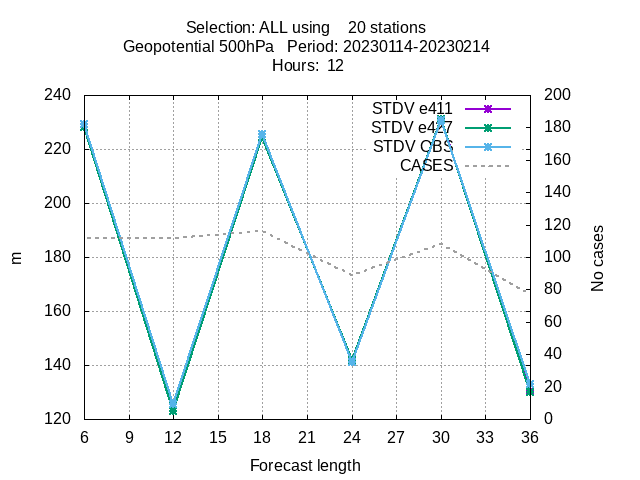 Selection: ALL using 20 stations
Geopotential 500hPa Period: 20230114-20230214
Hours: 12
240
220
200
180
160
140
120
m
200
180
160
140
120
100
80
60
40
20
0
No cases
STDV e411
STDV e427
STDV OBS
CASES
6 9 12 15 18 21 24 27 30 33 36
Forecast length